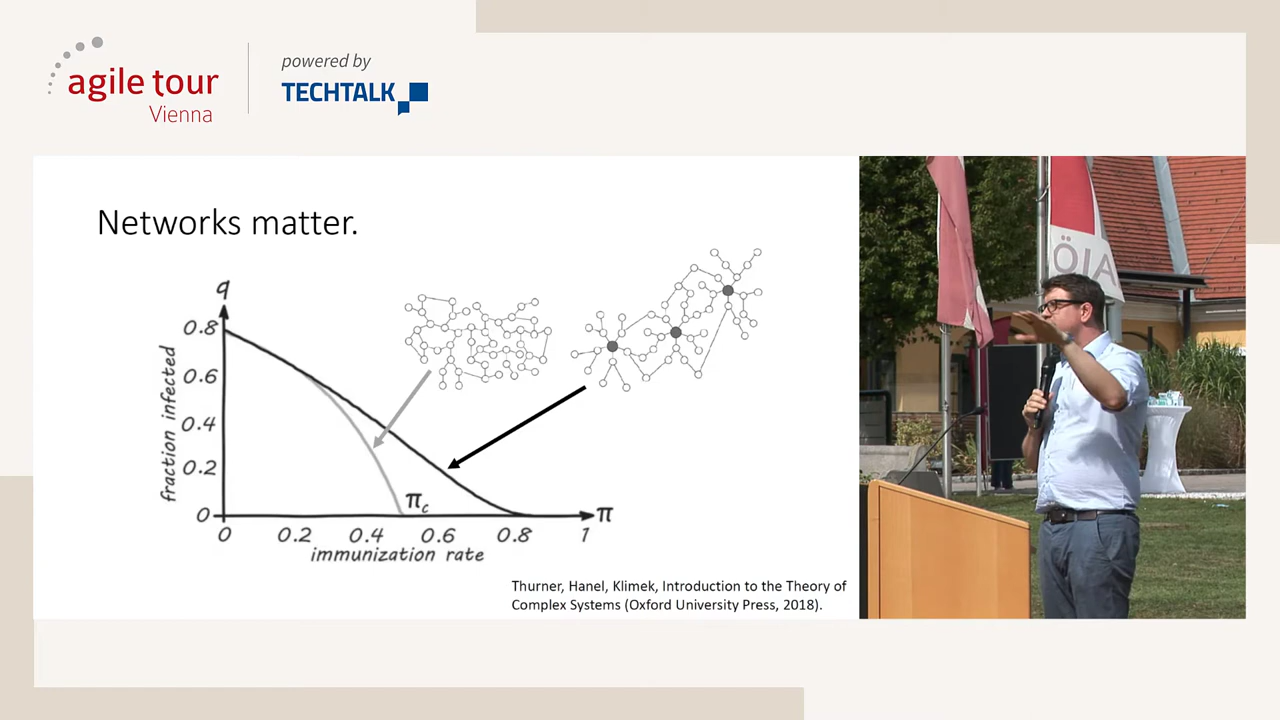 agile tour
Vienna
powered by
TECHTALK
Networks matter.
q
0.8
0.6
0.4
0.2
0
fraction infected
πc
π
0 0.2 0.4 0.6 0.8 1
immunization rate
Thurner, Hanel, Klimek, Introduction to the Theory of
Complex Systems (Oxford University Press, 2018).